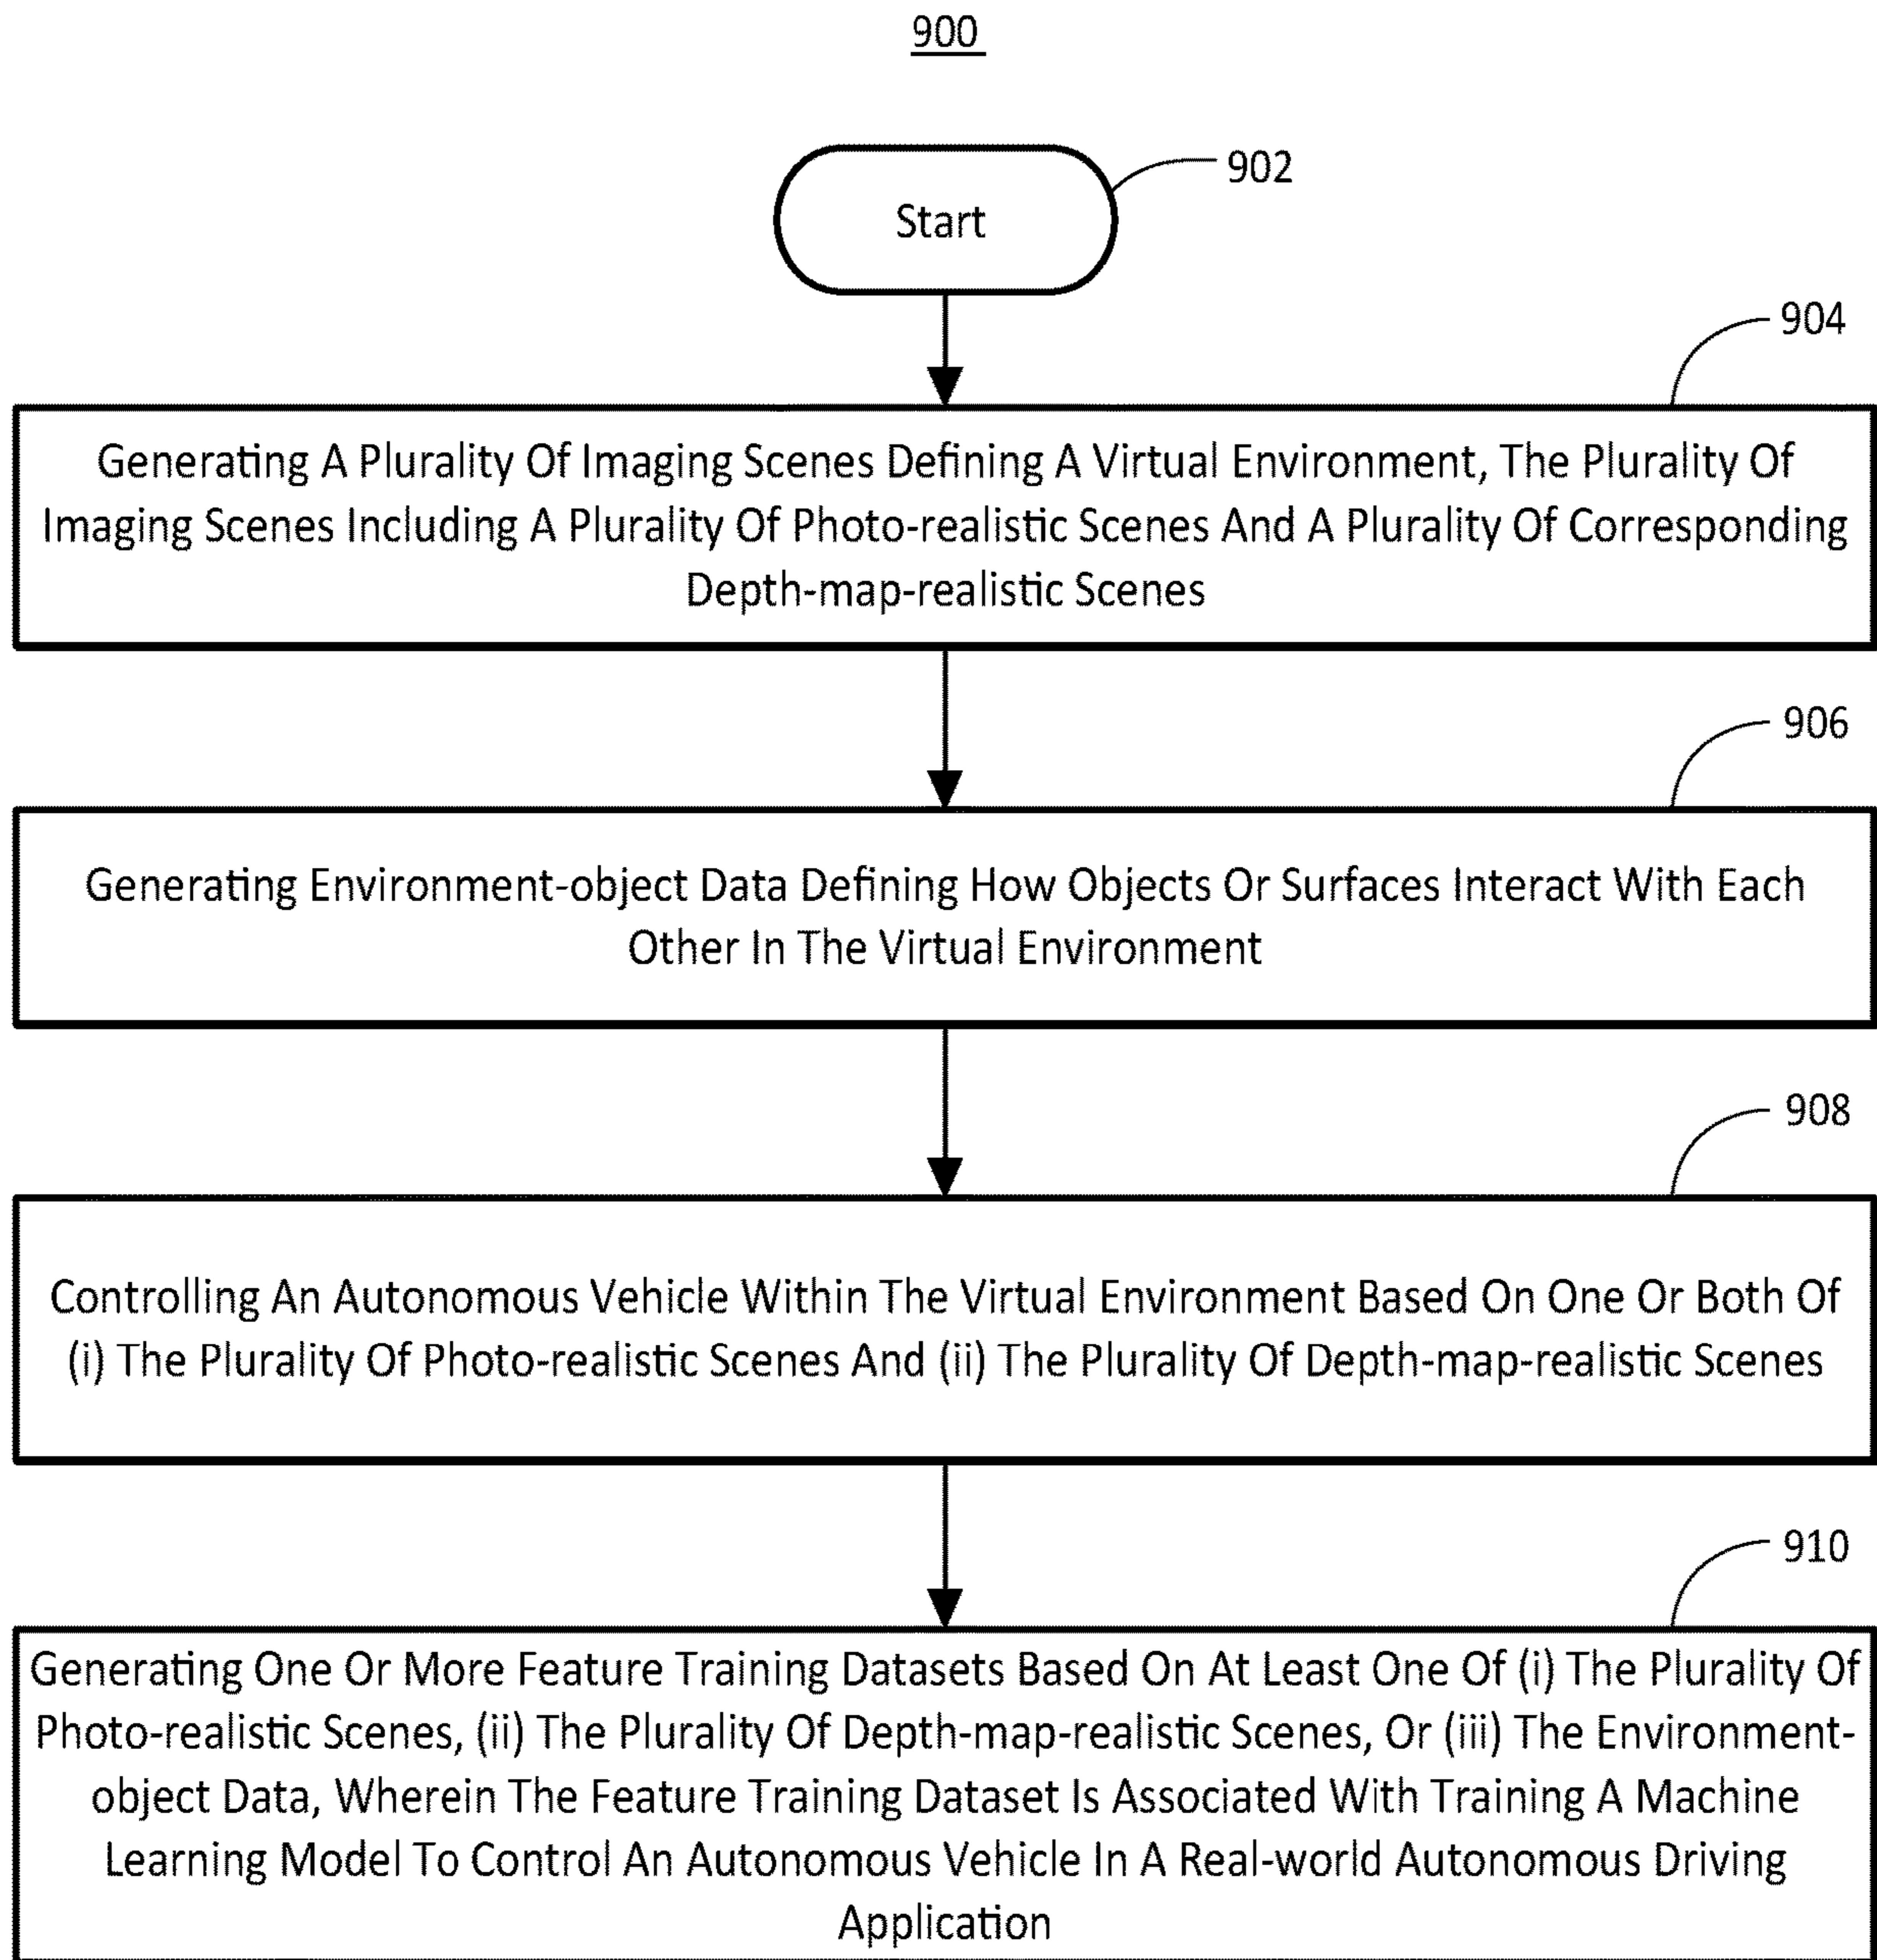 900
Start
902
904
Generating A Plurality Of Imaging Scenes Defining A Virtual Environment, The Plurality Of
Imaging Scenes Including A Plurality Of Photo-realistic Scenes And A Plurality Of Corresponding
Depth-map-realistic Scenes
906
Generating Environment-object Data Defining How Objects Or Surfaces Interact With Each
Other In The Virtual Environment
908
Controlling An Autonomous Vehicle Within The Virtual Environment Based On One Or Both Of
(i) The Plurality Of Photo-realistic Scenes And (ii) The Plurality Of Depth-map-realistic Scenes
910
Generating One Or More Feature Training Datasets Based On At Least One Of (i) The Plurality Of
Photo-realistic Scenes, (ii) The Plurality Of Depth-map-realistic Scenes, Or (iii) The Environment-
object Data, Wherein The Feature Training Dataset Is Associated With Training A Machine
Learning Model To Control An Autonomous Vehicle In A Real-world Autonomous Driving
Application